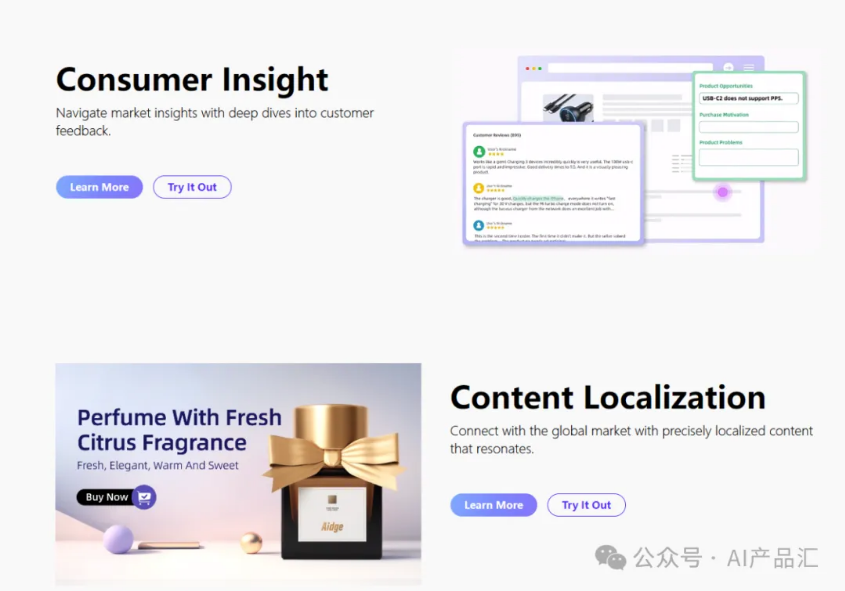 Consumer Insight
Navigate market insights with deep dives into customer
feedback.
Learn More
Try It Out
Product Opportunities
USB-C2 does not support PPS.
Purchase Motivation
Product Problems
Customer Reviews
Perfume With Fresh
Citrus Fragrance
Fresh, Elegant, Warm And Sweet
Buy Now
Aidge
Content Localization
Connect with the global market with precisely localized content
that resonates.
Learn More
Try It Out
公众号 · AI产品汇